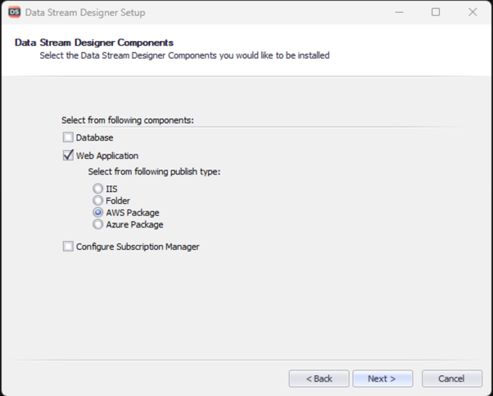 DS Data Stream Designer Setup
Data Stream Designer Components
Select the Data Stream Designer Components you would like to be installed
Select from following components:
Database
Web Application
Select from following publish type:
IIS
Folder
AWS Package
Azure Package
Configure Subscription Manager
< Back Next > Cancel